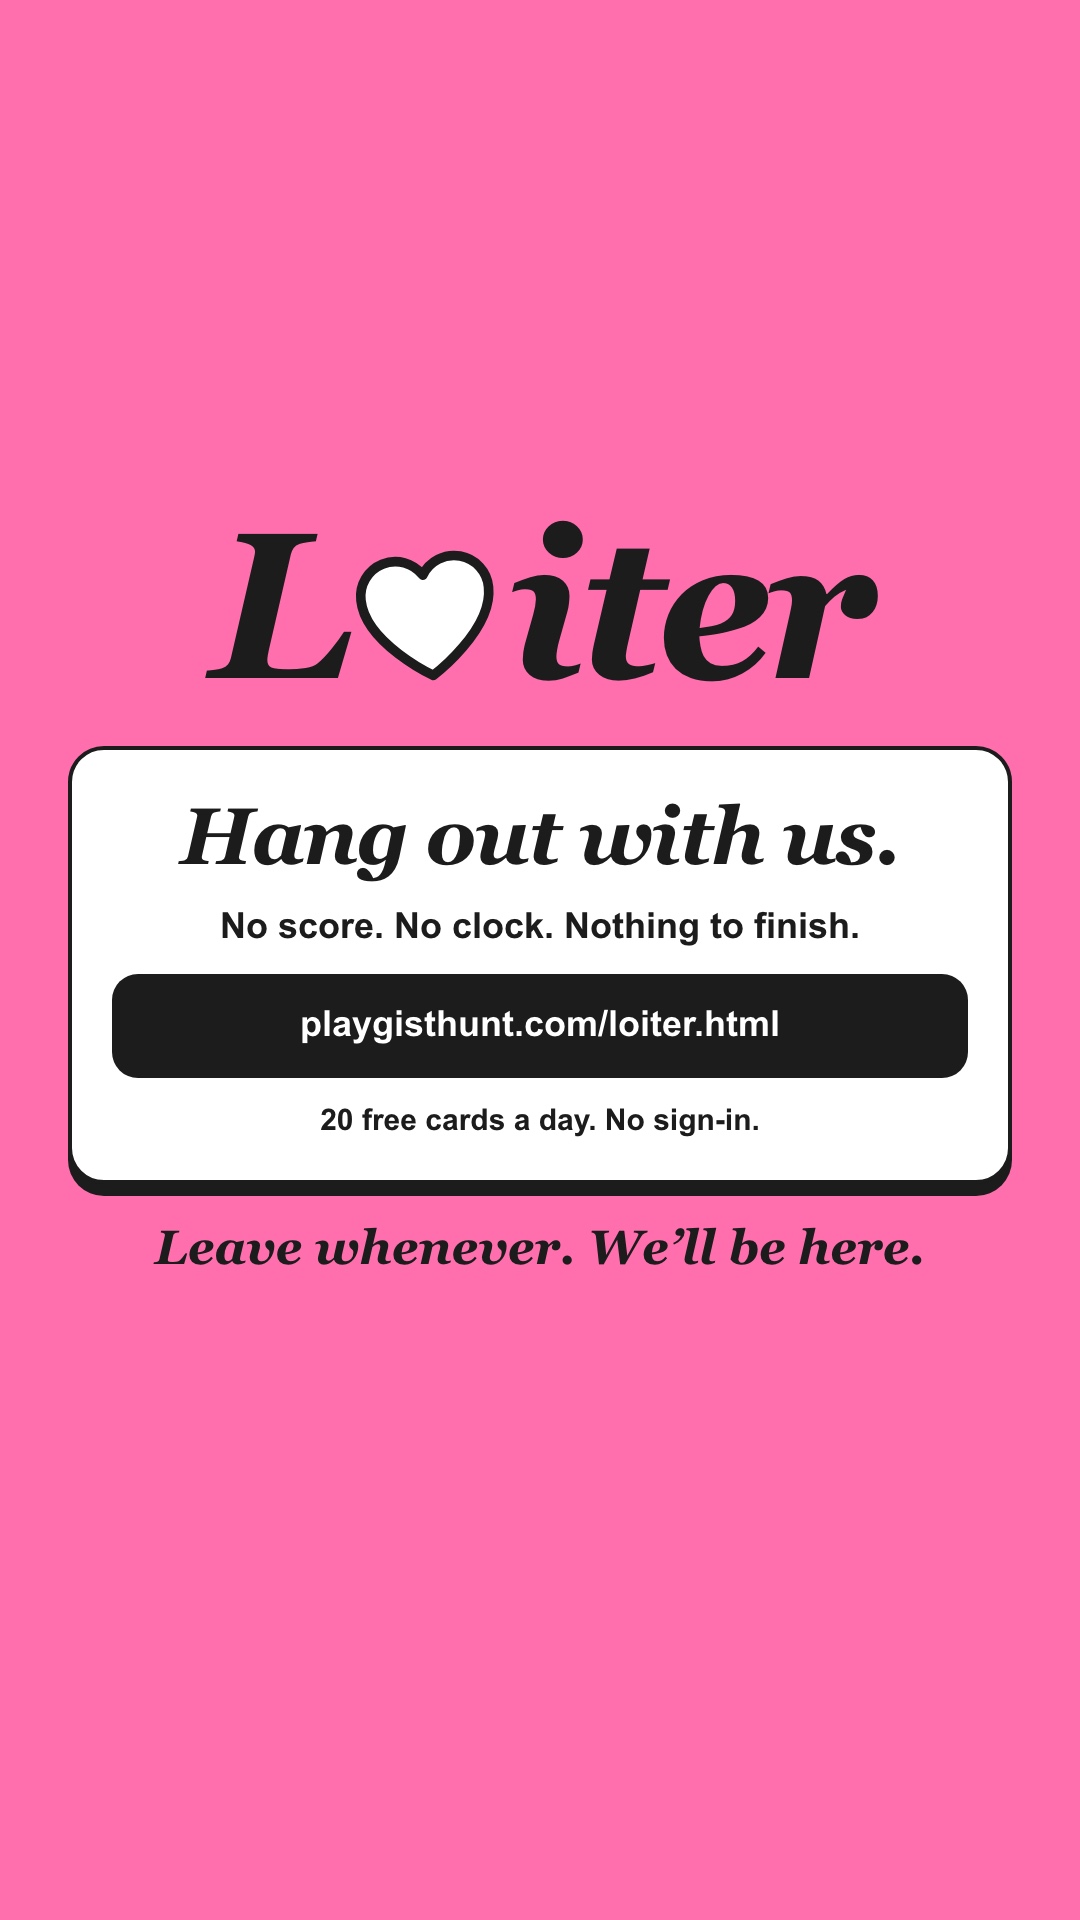 Loiter
Hang out with us.
No score. No clock. Nothing to finish.
playgisthunt.com/loiter.html
20 free cards a day. No sign-in.
Leave whenever. We’ll be here.